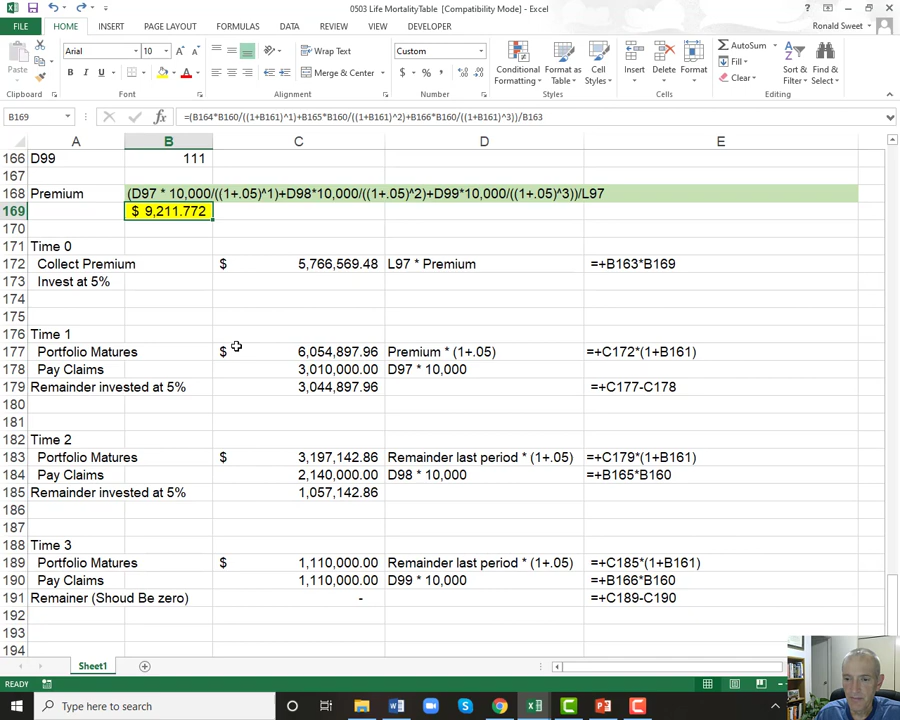 0503 Life MortalityTable [Compatibility Mode] - Excel
Ronald Sweet
FILE HOME INSERT PAGE LAYOUT FORMULAS DATA REVIEW VIEW DEVELOPER
Arial 10 Wrap Text Custom AutoSum
Paste B I U Merge & Center $ % , Conditional Formatting Format as Table Cell Styles Insert Delete Format Fill Clear Sort & Filter Find & Select
Clipboard Font Alignment Number Styles Cells Editing
B169 =(B164*B160/((1+B161)^1)+B165*B160/((1+B161)^2)+B166*B160/((1+B161)^3))/B163
A B C D E
166 D99 111
167
168 Premium (D97 * 10,000/((1+.05)^1)+D98*10,000/((1+.05)^2)+D99*10,000/((1+.05)^3))/L97
169 $ 9,211.772
170
171 Time 0
172 Collect Premium $ 5,766,569.48 L97 * Premium =+B163*B169
173 Invest at 5%
174
175
176 Time 1
177 Portfolio Matures $ 6,054,897.96 Premium * (1+.05) =+C172*(1+B161)
178 Pay Claims 3,010,000.00 D97 * 10,000
179 Remainder invested at 5% 3,044,897.96 =+C177-C178
180
181
182 Time 2
183 Portfolio Matures $ 3,197,142.86 Remainder last period * (1+.05) =+C179*(1+B161)
184 Pay Claims 2,140,000.00 D98 * 10,000 =+B165*B160
185 Remainder invested at 5% 1,057,142.86
186
187
188 Time 3
189 Portfolio Matures $ 1,110,000.00 Remainder last period * (1+.05) =+C185*(1+B161)
190 Pay Claims 1,110,000.00 D99 * 10,000 =+B166*B160
191 Remainer (Shoud Be zero) - =+C189-C190
192
193
194
Sheet1
READY
Type here to search